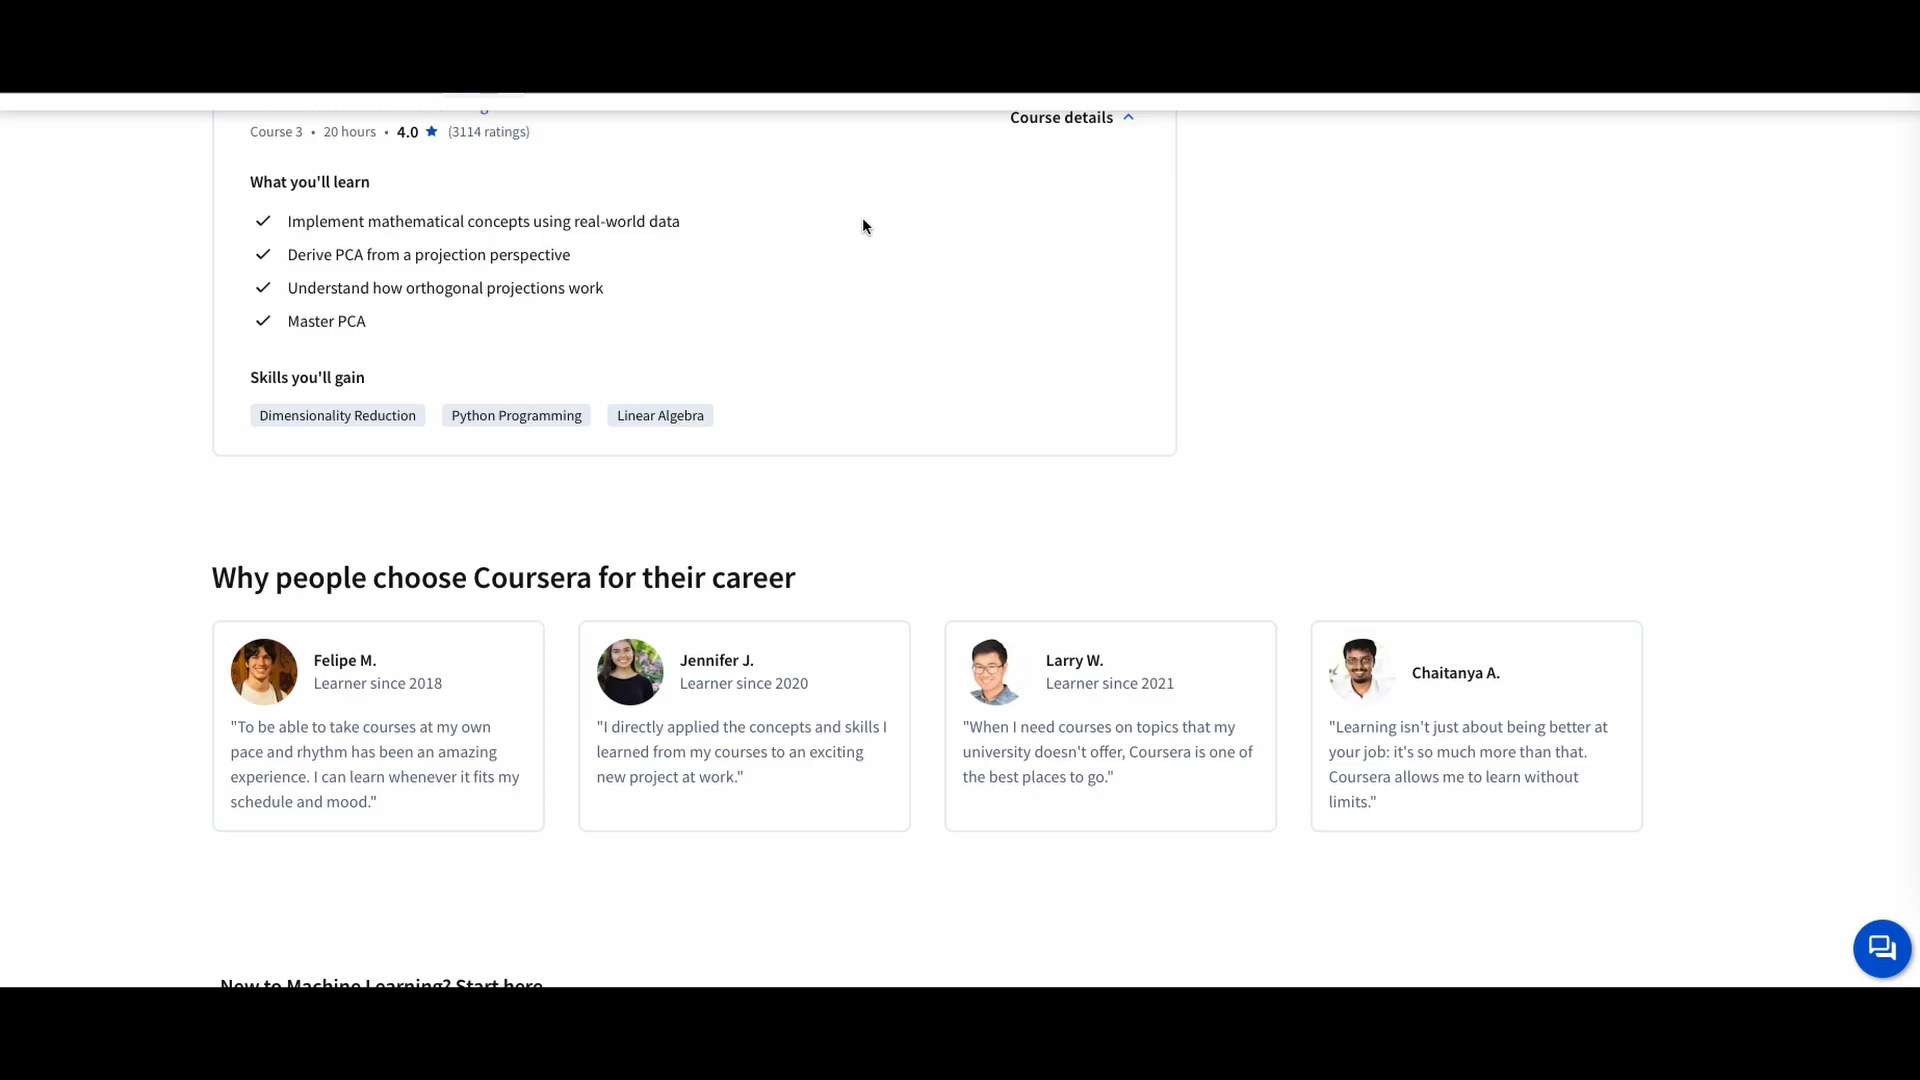 Course details
Course 3 • 20 hours • 4.0 (3114 ratings)
What you'll learn
Implement mathematical concepts using real-world data
Derive PCA from a projection perspective
Understand how orthogonal projections work
Master PCA
Skills you'll gain
Dimensionality Reduction Python Programming Linear Algebra
Why people choose Coursera for their career
Felipe M.
Learner since 2018
"To be able to take courses at my own
pace and rhythm has been an amazing
experience. I can learn whenever it fits my
schedule and mood."
Jennifer J.
Learner since 2020
"I directly applied the concepts and skills I
learned from my courses to an exciting
new project at work."
Larry W.
Learner since 2021
"When I need courses on topics that my
university doesn't offer, Coursera is one of
the best places to go."
Chaitanya A.
"Learning isn't just about being better at
your job: it's so much more than that.
Coursera allows me to learn without
limits."
New to Machine Learning? Start here